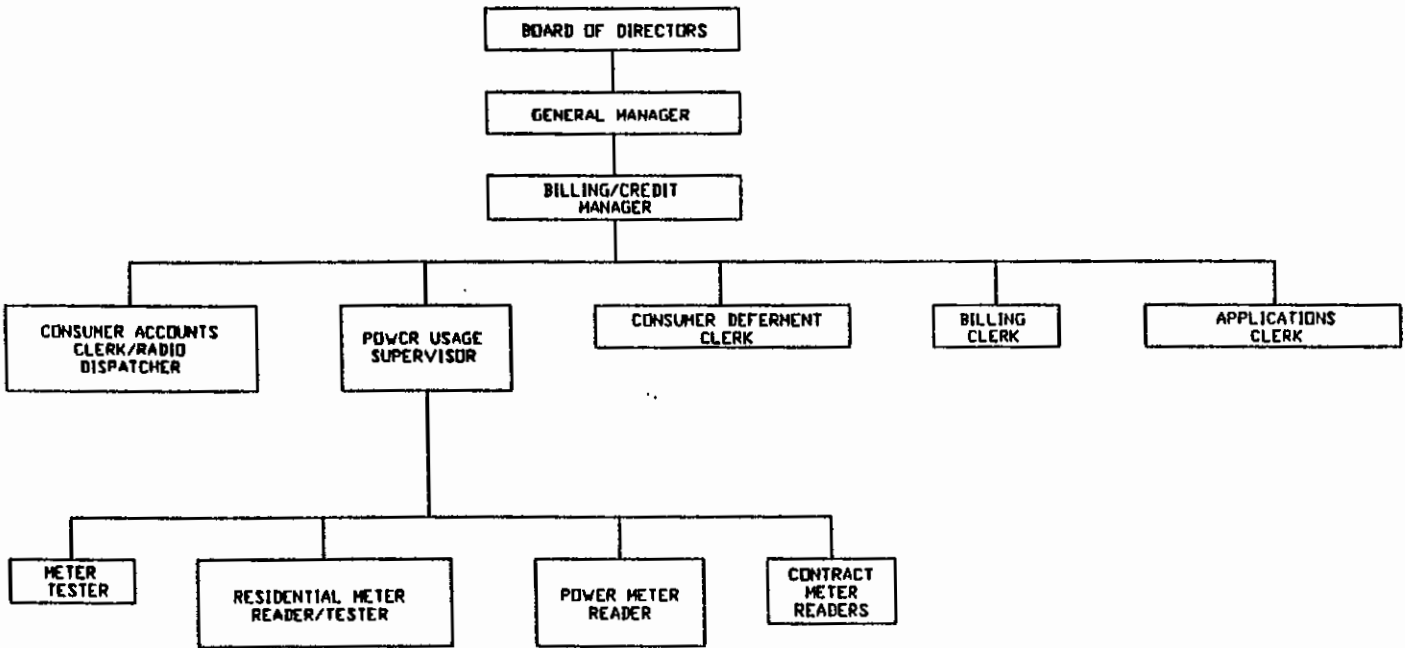 BOARD OF DIRECTORS
GENERAL MANAGER
BILLING/CREDIT
MANAGER
CONSUMER ACCOUNTS
CLERK/RADIO
DISPATCHER
POWER USAGE
SUPERVISOR
CONSUMER DEFERMENT
CLERK
BILLING
CLERK
APPLICATIONS
CLERK
METER
TESTER
RESIDENTIAL METER
READER/TESTER
POWER METER
READER
CONTRACT
METER
READERS